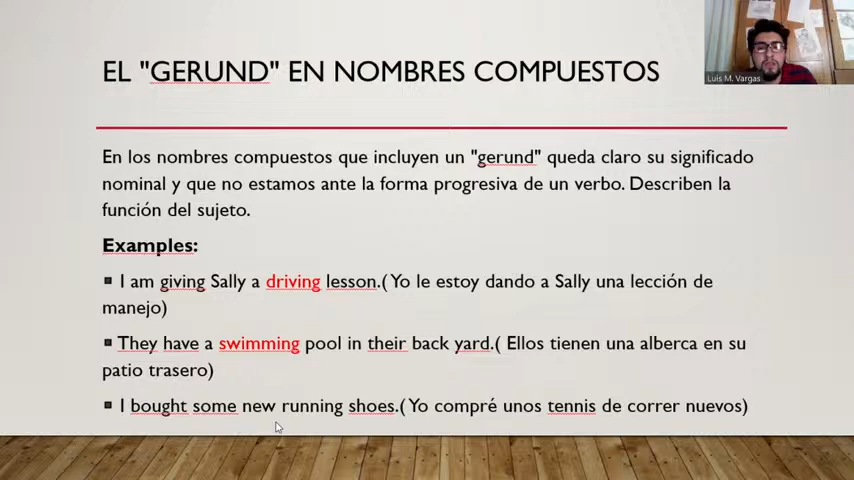 EL "GERUND" EN NOMBRES COMPUESTOS
Luis M. Vargas
En los nombres compuestos que incluyen un "gerund" queda claro su significado
nominal y que no estamos ante la forma progresiva de un verbo. Describen la
función del sujeto.
Examples:
I am giving Sally a driving lesson.( Yo le estoy dando a Sally una lección de
manejo)
They have a swimming pool in their back yard.( Ellos tienen una alberca en su
patio trasero)
I bought some new running shoes.( Yo compré unos tennis de correr nuevos)